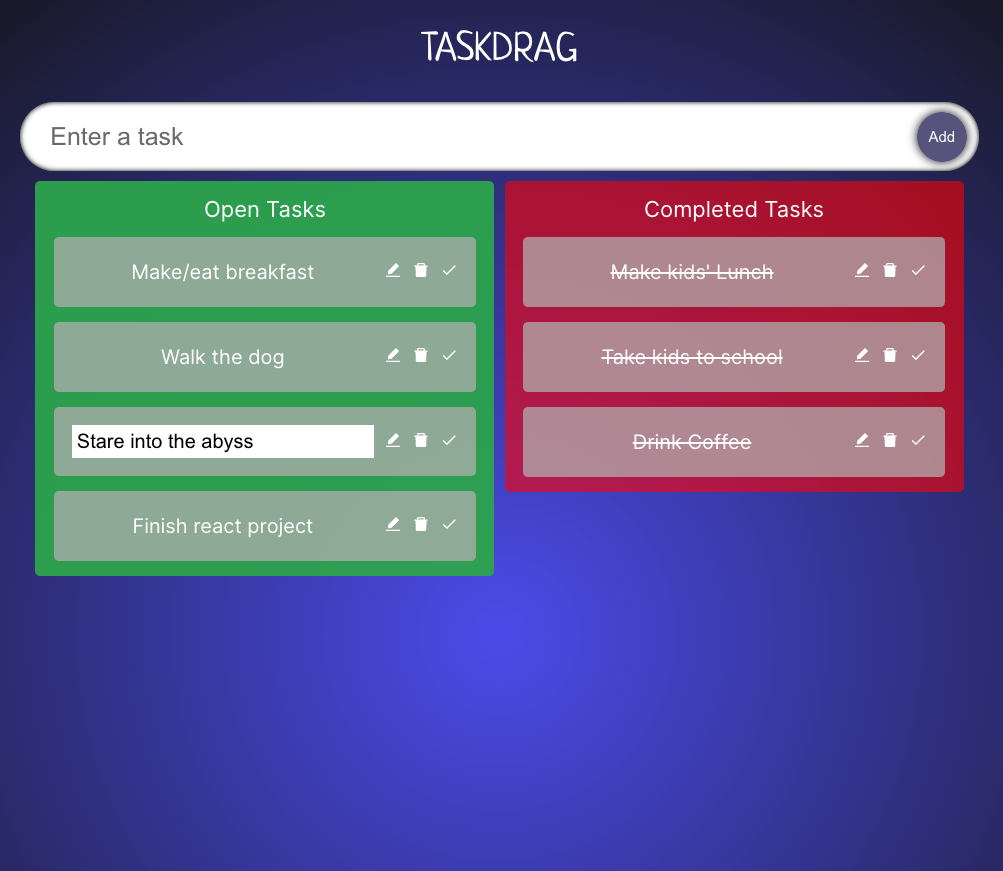 TASKDRAG
Enter a task
Add
Open Tasks
Make/eat breakfast
Walk the dog
Stare into the abyss
Finish react project
Completed Tasks
Make kids' Lunch
Take kids to school
Drink Coffee